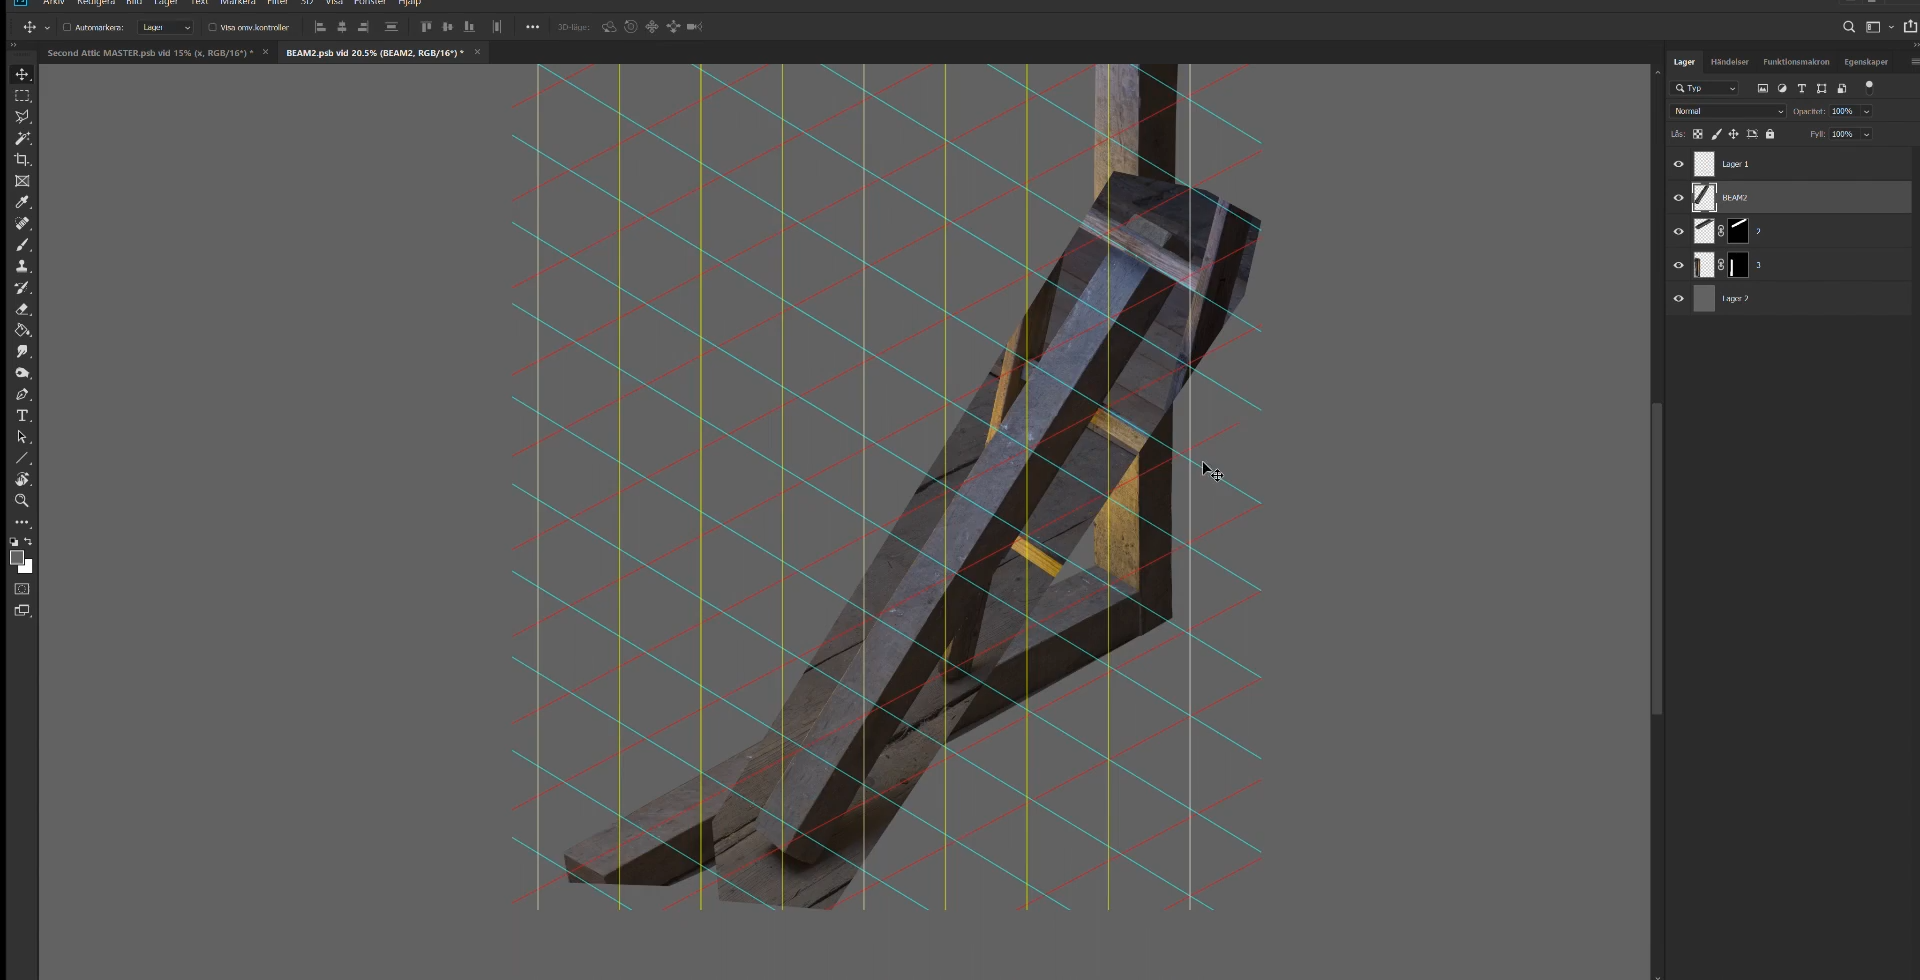 Arkiv Redigera Bild Lager Text Markera Filter 3D Visa Fönster Hjälp
Automarkera: Lager Visa omv.kontroller 3D-läge:
Second Attic MASTER.psb vid 15% (x, RGB/16*) * × BEAM2.psb vid 20.5% (BEAM2, RGB/16*) * ×
Lager Händelser Funktionsmakron Egenskaper
Typ
Normal Opacitet: 100%
Lås: Fyll: 100%
Lager 1
BEAM2
2
3
Lager 2